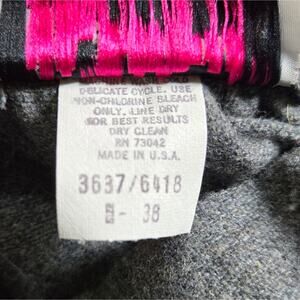 DELICATE CYCLE. USE
NON-CHLORINE BLEACH
ONLY. LINE DRY
FOR BEST RESULTS
DRY CLEAN
RN 73042
MADE IN U.S.A.
3637/6418
- 38